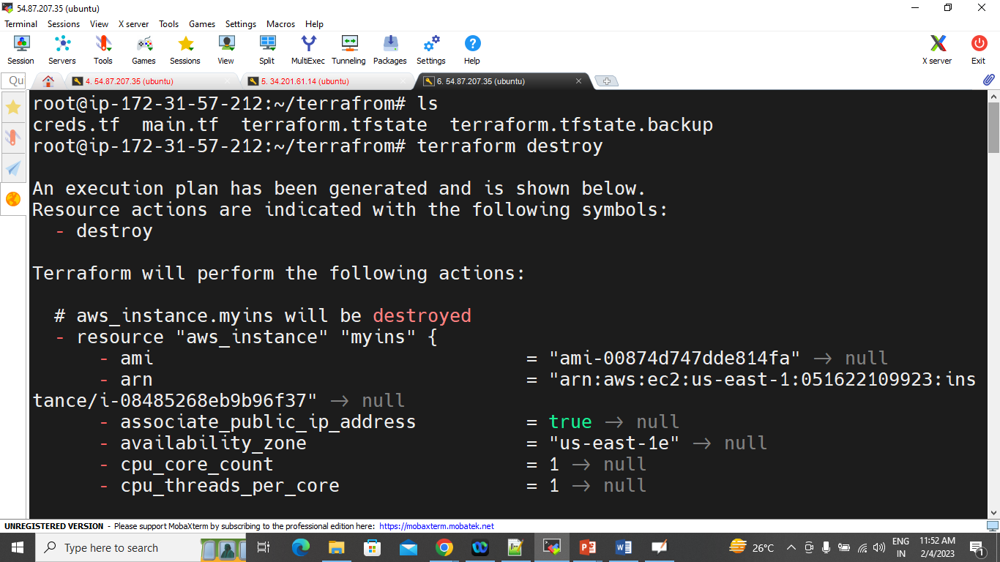 54.87.207.35 (ubuntu)
Terminal Sessions View X server Tools Games Settings Macros Help
Session Servers Tools Games Sessions View Split MultiExec Tunneling Packages Settings Help X server Exit
Qu 4. 54.87.207.35 (ubuntu) 5. 34.201.61.14 (ubuntu) 6. 54.87.207.35 (ubuntu)
root@ip-172-31-57-212:~/terrafrom# ls
creds.tf main.tf terraform.tfstate terraform.tfstate.backup
root@ip-172-31-57-212:~/terrafrom# terraform destroy
An execution plan has been generated and is shown below.
Resource actions are indicated with the following symbols:
- destroy
Terraform will perform the following actions:
# aws_instance.myins will be destroyed
- resource "aws_instance" "myins" {
- ami = "ami-00874d747dde814fa" -> null
- arn = "arn:aws:ec2:us-east-1:051622109923:ins
tance/i-08485268eb9b96f37" -> null
- associate_public_ip_address = true -> null
- availability_zone = "us-east-1e" -> null
- cpu_core_count = 1 -> null
- cpu_threads_per_core = 1 -> null
UNREGISTERED VERSION - Please support MobaXterm by subscribing to the professional edition here: https://mobaxterm.mobatek.net
Type here to search 26°C ENG 11:52 AM
IN 2/4/2023 1